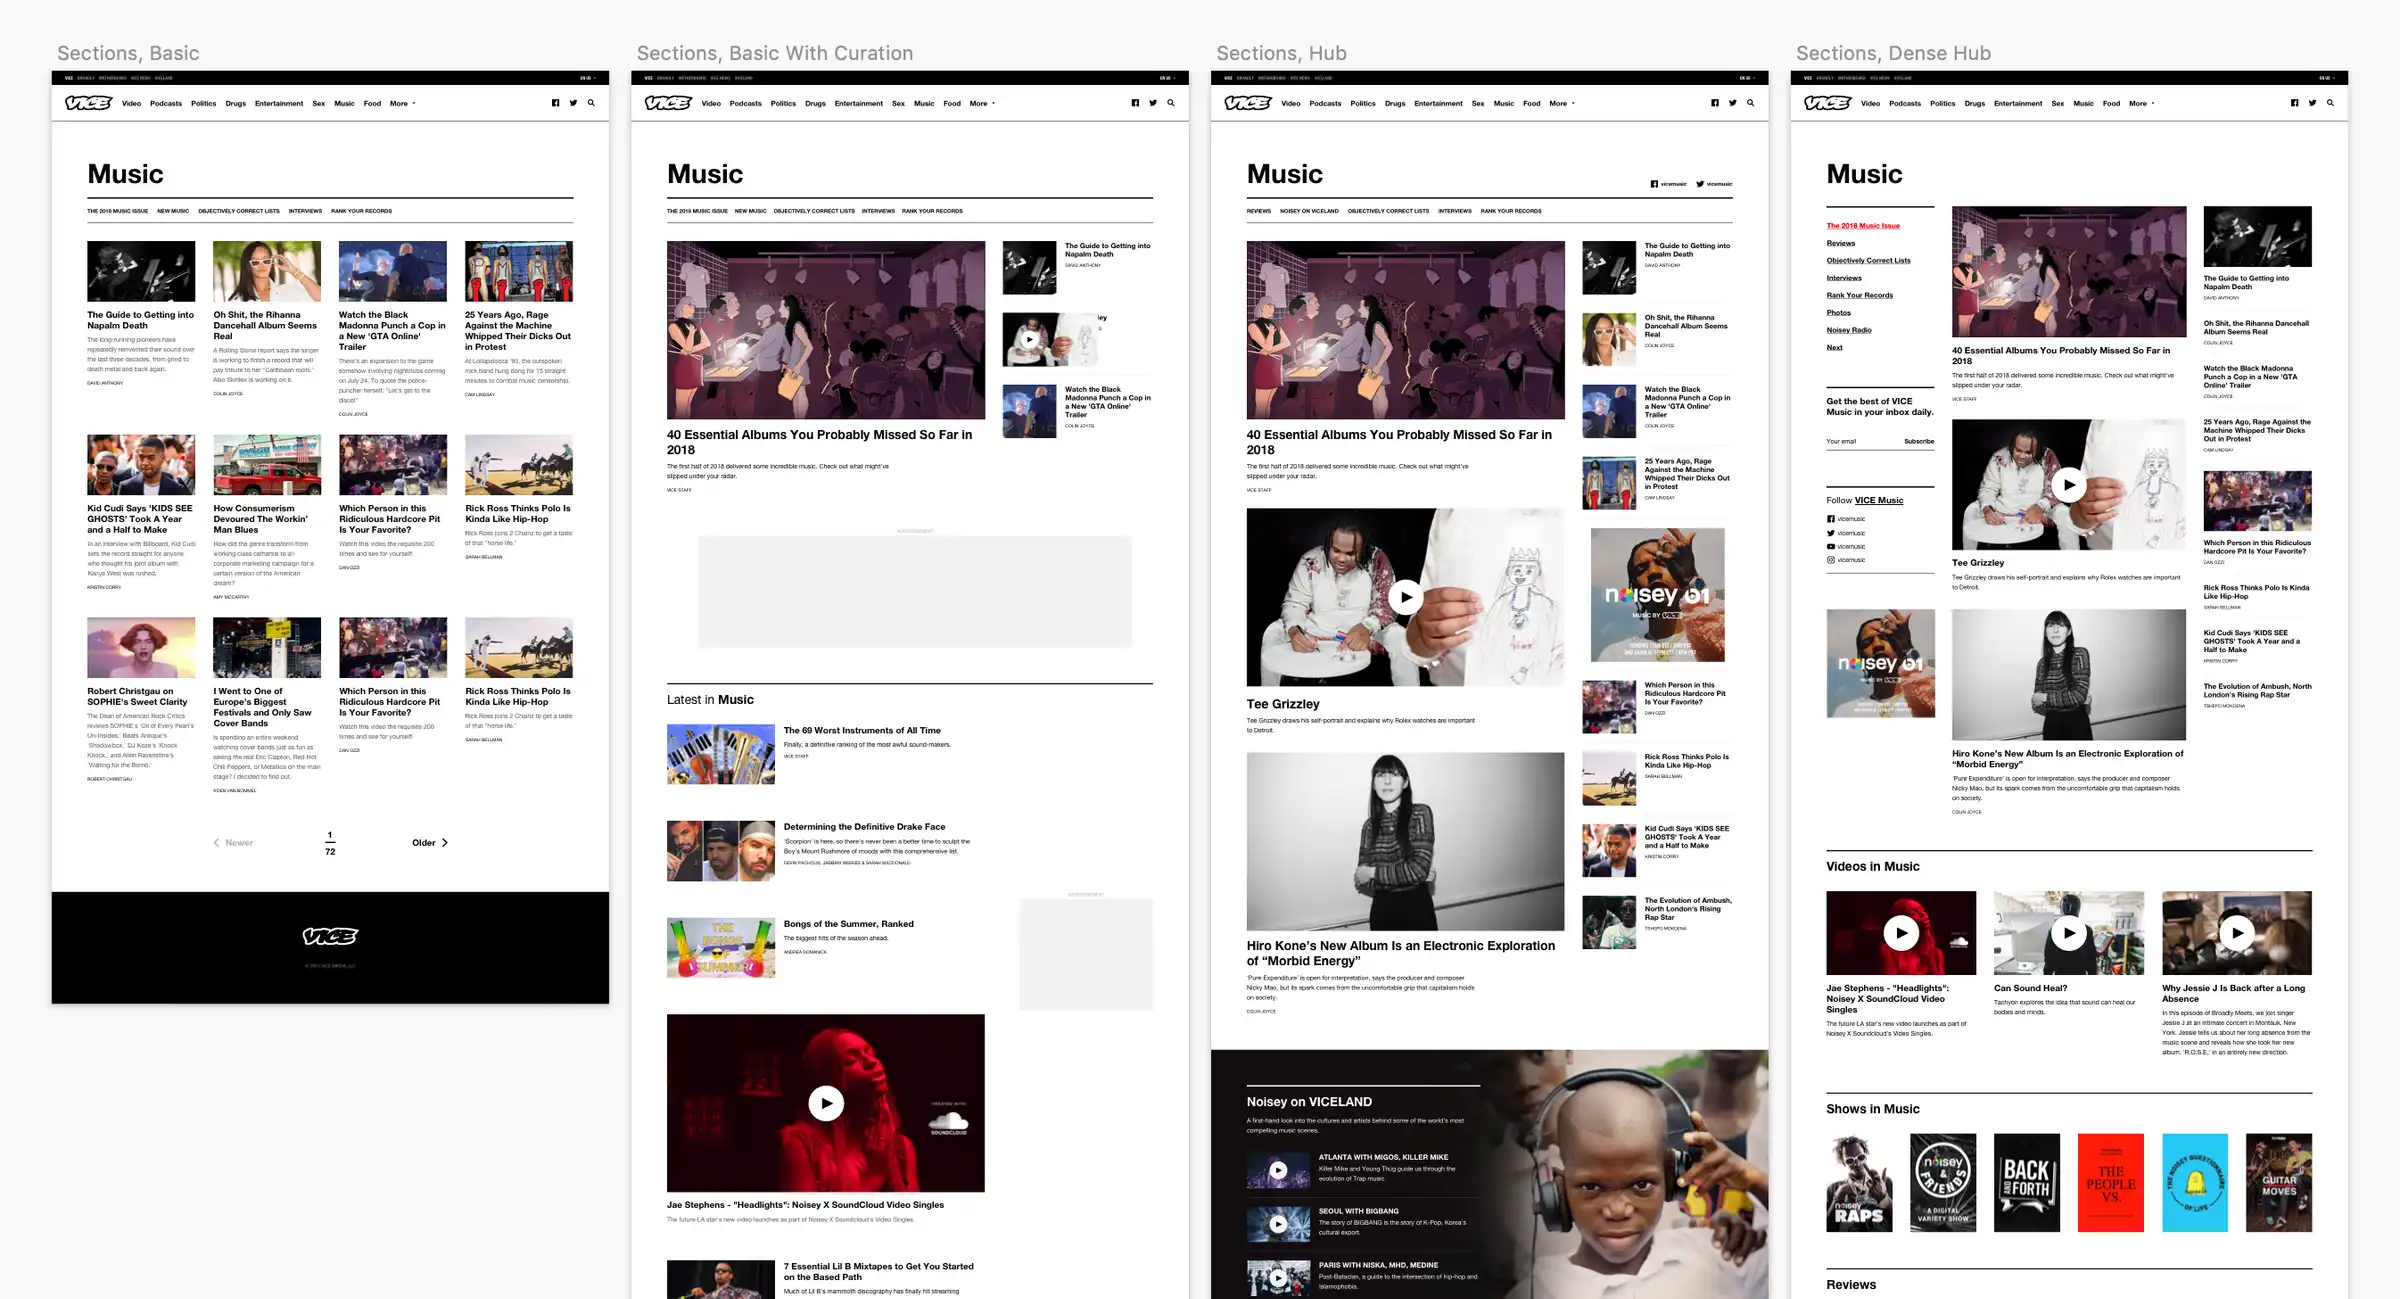 Sections, Basic
VICE BROADLY MOTHERBOARD VICE NEWS VICELAND
EN US
VICE Video Podcasts Politics Drugs Entertainment Sex Music Food More
Music
THE 2018 MUSIC ISSUE NEW MUSIC OBJECTIVELY CORRECT LISTS INTERVIEWS RANK YOUR RECORDS
The Guide to Getting into
Napalm Death
The long-running pioneers have
repeatedly reinvented their sound over
the last three decades, from grind to
death metal and back again.
DAVID ANTHONY
Oh Shit, the Rihanna
Dancehall Album Seems
Real
A Rolling Stone report says the singer
is working to finish a record that will
pay tribute to her "Caribbean roots."
Also Skrillex is working on it.
COLIN JOYCE
Watch the Black
Madonna Punch a Cop in
a New 'GTA Online'
Trailer
There's an expansion to the game
somehow involving nightclubs coming
on July 24. To quote the police-
puncher herself, "Let's get to the
disco!"
COLIN JOYCE
25 Years Ago, Rage
Against the Machine
Whipped Their Dicks Out
in Protest
At Lollapalooza '93, the outspoken
rock band hung dong for 15 straight
minutes to combat music censorship.
CAM LINDSAY
Kid Cudi Says 'KIDS SEE
GHOSTS' Took A Year
and a Half to Make
In an interview with Billboard, Kid Cudi
sets the record straight for anyone
who thought his joint album with
Kanya West was rushed.
KRISTIN CORRY
How Consumerism
Devoured The Workin'
Man Blues
How did the genre transform from
working class catharsis to an
corporate marketing campaign for a
certain version of the American
dream?
AMY MCCARTHY
Which Person in this
Ridiculous Hardcore Pit
Is Your Favorite?
Watch this video the requisite 200
times and see for yourself!
DAN OZZI
Rick Ross Thinks Polo Is
Kinda Like Hip-Hop
Rick Ross joins 2 Chainz to get a taste
of that "horse life."
SARAH BELLMAN
Robert Christgau on
SOPHIE's Sweet Clarity
The Dean of American Rock Critics
reviews SOPHIE's 'Oil of Every Pearl's
Un-Insides,' Beats Antique's
'Shadowbox,' 'DJ Koze's 'Knock
Knock,' and Allen Ravenstine's
'Waiting for the Bomb.'
ROBERT CHRISTGAU
I Went to One of
Europe's Biggest
Festivals and Only Saw
Cover Bands
Is spending an entire weekend
watching cover bands just as fun as
seeing the real Eric Clapton, Red Hot
Chili Peppers, or Metallica on the main
stage? I decided to find out.
KOEN VAN BOMMEL
Which Person in this
Ridiculous Hardcore Pit
Is Your Favorite?
Watch this video the requisite 200
times and see for yourself!
DAN OZZI
Rick Ross Thinks Polo Is
Kinda Like Hip-Hop
Rick Ross joins 2 Chainz to get a taste
of that "horse life."
SARAH BELLMAN
Newer
1
72
Older
VICE
Sections, Basic With Curation
VICE BROADLY MOTHERBOARD VICE NEWS VICELAND
EN US
VICE Video Podcasts Politics Drugs Entertainment Sex Music Food More
Music
THE 2018 MUSIC ISSUE NEW MUSIC OBJECTIVELY CORRECT LISTS INTERVIEWS RANK YOUR RECORDS
40 Essential Albums You Probably Missed So Far in
2018
The first half of 2018 delivered some incredible music. Check out what might've
slipped under your radar.
VICE STAFF
The Guide to Getting into
Napalm Death
DAVID ANTHONY
Watch the Black
Madonna Punch a Cop in
a New 'GTA Online'
Trailer
COLIN JOYCE
ADVERTISEMENT
Latest in Music
The 69 Worst Instruments of All Time
Finally, a definitive ranking of the most awful sound-makers.
VICE STAFF
Determining the Definitive Drake Face
'Scorpion' is here, so there's never been a better time to sculpt the
Boy's Mount Rushmore of moods with this comprehensive list.
THE
BONGS
OF
SUMMER
Bongs of the Summer, Ranked
The biggest hits of the season ahead.
ANDREA DOMANICK
ADVERTISEMENT
SOUNDCLOUD
Jae Stephens - "Headlights": Noisey X SoundCloud Video Singles
The future LA star's new video launches as part of Noisey X Soundcloud's Video Singles.
7 Essential Lil B Mixtapes to Get You Started
on the Based Path
Much of Lil B's mammoth discography has finally hit streaming
Sections, Hub
VICE BROADLY MOTHERBOARD VICE NEWS VICELAND
EN US
VICE Video Podcasts Politics Drugs Entertainment Sex Music Food More
Music
vicemusic vicemusic
REVIEWS NOISEY ON VICELAND OBJECTIVELY CORRECT LISTS INTERVIEWS RANK YOUR RECORDS
40 Essential Albums You Probably Missed So Far in
2018
The first half of 2018 delivered some incredible music. Check out what might've
slipped under your radar.
VICE STAFF
Tee Grizzley
Tee Grizzley draws his self-portrait and explains why Rolex watches are important
to Detroit.
Hiro Kone's New Album Is an Electronic Exploration
of "Morbid Energy"
'Pure Expenditure' is open for interpretation, says the producer and composer
Nicky Mao, but its spark comes from the uncomfortable grip that capitalism holds
on society.
COLIN JOYCE
The Guide to Getting into
Napalm Death
DAVID ANTHONY
Oh Shit, the Rihanna
Dancehall Album Seems
Real
COLIN JOYCE
Watch the Black
Madonna Punch a Cop in
a New 'GTA Online'
Trailer
COLIN JOYCE
25 Years Ago, Rage
Against the Machine
Whipped Their Dicks Out
in Protest
CAM LINDSAY
noisey
MUSIC BY VICE
Which Person in this
Ridiculous Hardcore Pit
Is Your Favorite?
DAN OZZI
Rick Ross Thinks Polo Is
Kinda Like Hip-Hop
SARAH BELLMAN
Kid Cudi Says 'KIDS SEE
GHOSTS' Took A Year
and a Half to Make
KRISTIN CORRY
The Evolution of Ambush,
North London's Rising
Rap Star
TSHEPO MOKOENA
Noisey on VICELAND
A first-hand look into the cultures and artists behind some of the world's most
compelling music scenes.
ATLANTA WITH MIGOS, KILLER MIKE
Killer Mike and Young Thug guide us through the
evolution of Trap music.
SEOUL WITH BIGBANG
The story of BIGBANG is the story of K-Pop, Korea's
cultural export.
PARIS WITH NISKA, MHD, MEDINE
Post-Bataclan, a guide to the intersection of hip-hop and
Islamophobia.
Sections, Dense Hub
VICE BROADLY MOTHERBOARD VICE NEWS VICELAND
EN US
VICE Video Podcasts Politics Drugs Entertainment Sex Music Food More
Music
The 2018 Music Issue
Reviews
Objectively Correct Lists
Interviews
Rank Your Records
Photos
Noisey Radio
Next
Get the best of VICE
Music in your inbox daily.
Your email Subscribe
Follow VICE Music
vicemusic
vicemusic
vicemusic
vicemusic
noisey
MUSIC BY VICE
40 Essential Albums You Probably Missed So Far in
2018
The first half of 2018 delivered some incredible music. Check out what might've
slipped under your radar.
VICE STAFF
Tee Grizzley
Tee Grizzley draws his self-portrait and explains why Rolex watches are important
to Detroit.
Hiro Kone's New Album Is an Electronic Exploration of
"Morbid Energy"
'Pure Expenditure' is open for interpretation, says the producer and composer
Nicky Mao, but its spark comes from the uncomfortable grip that capitalism holds
on society.
COLIN JOYCE
The Guide to Getting into
Napalm Death
DAVID ANTHONY
Oh Shit, the Rihanna Dancehall
Album Seems Real
COLIN JOYCE
Watch the Black Madonna
Punch a Cop in a New 'GTA
Online' Trailer
COLIN JOYCE
25 Years Ago, Rage Against the
Machine Whipped Their Dicks
Out in Protest
CAM LINDSAY
Which Person in this Ridiculous
Hardcore Pit Is Your Favorite?
DAN OZZI
Rick Ross Thinks Polo Is Kinda
Like Hip-Hop
SARAH BELLMAN
Kid Cudi Says 'KIDS SEE
GHOSTS' Took A Year and a
Half to Make
KRISTIN CORRY
The Evolution of Ambush, North
London's Rising Rap Star
TSHEPO MOKOENA
Videos in Music
Jae Stephens - "Headlights":
Noisey X SoundCloud Video
Singles
The future LA star's new video launches as part of
Noisey X Soundcloud's Video Singles.
Can Sound Heal?
Tachyon explores the idea that sound can heal our
bodies and minds.
Why Jessie J Is Back after a Long
Absence
In this episode of Broadly Meets, we join singer
Jessie J at an intimate concert in Montauk, New
York. Jessie tells us about her long absence from the
music scene and reveals how she took her new
album, 'R.O.S.E,' in an entirely new direction.
Shows in Music
noisey
RAPS
noisey
&
FRIENDS
A DIGITAL
VARIETY SHOW
BACK
AND FORTH
THE
PEOPLE
VS.
THE NOISEY QUESTIONNAIRE
OF LIFE
GUITAR
MOVES
Reviews